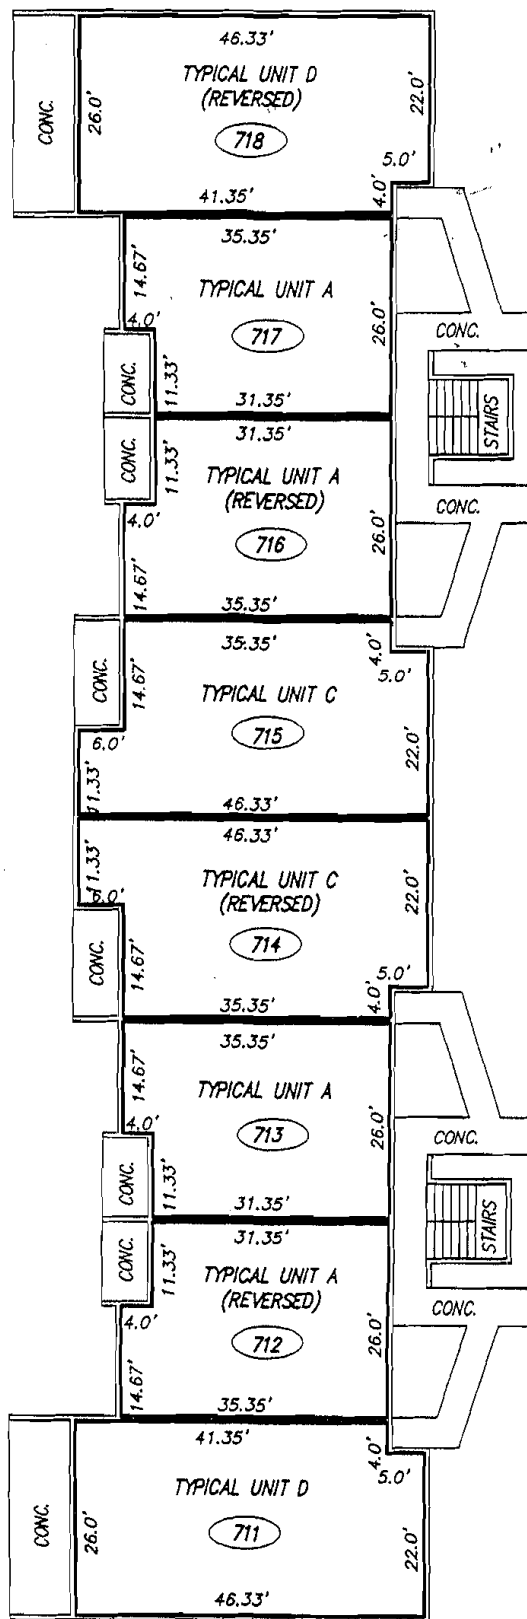 46.33'
TYPICAL UNIT D
(REVERSED)
718
CONC.
26.0'
22.0'
5.0'
4.0'
41.35'
35.35'
14.67'
TYPICAL UNIT A
717
26.0'
4.0'
CONC.
11.33'
31.35'
CONC.
STAIRS
31.35'
CONC.
11.33'
TYPICAL UNIT A
(REVERSED)
716
26.0'
4.0'
14.67'
35.35'
CONC.
35.35'
4.0'
5.0'
CONC.
14.67'
TYPICAL UNIT C
715
22.0'
6.0'
11.33'
46.33'
46.33'
11.33'
TYPICAL UNIT C
(REVERSED)
714
22.0'
6.0'
CONC.
14.67'
5.0'
4.0'
35.35'
35.35'
14.67'
TYPICAL UNIT A
713
26.0'
4.0'
CONC.
11.33'
31.35'
CONC.
STAIRS
31.35'
CONC.
11.33'
TYPICAL UNIT A
(REVERSED)
712
26.0'
4.0'
14.67'
35.35'
CONC.
41.35'
4.0'
5.0'
TYPICAL UNIT D
711
CONC.
26.0'
22.0'
46.33'